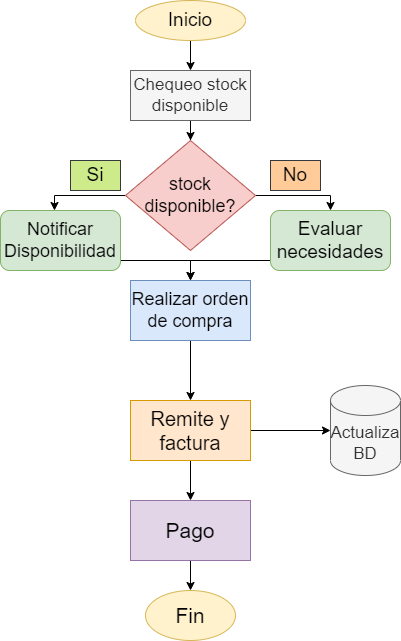 Inicio
Chequeo stock
disponible
Si
No
stock
disponible?
Notificar
Disponibilidad
Evaluar
necesidades
Realizar orden
de compra
Remite y
factura
Actualiza
BD
Pago
Fin